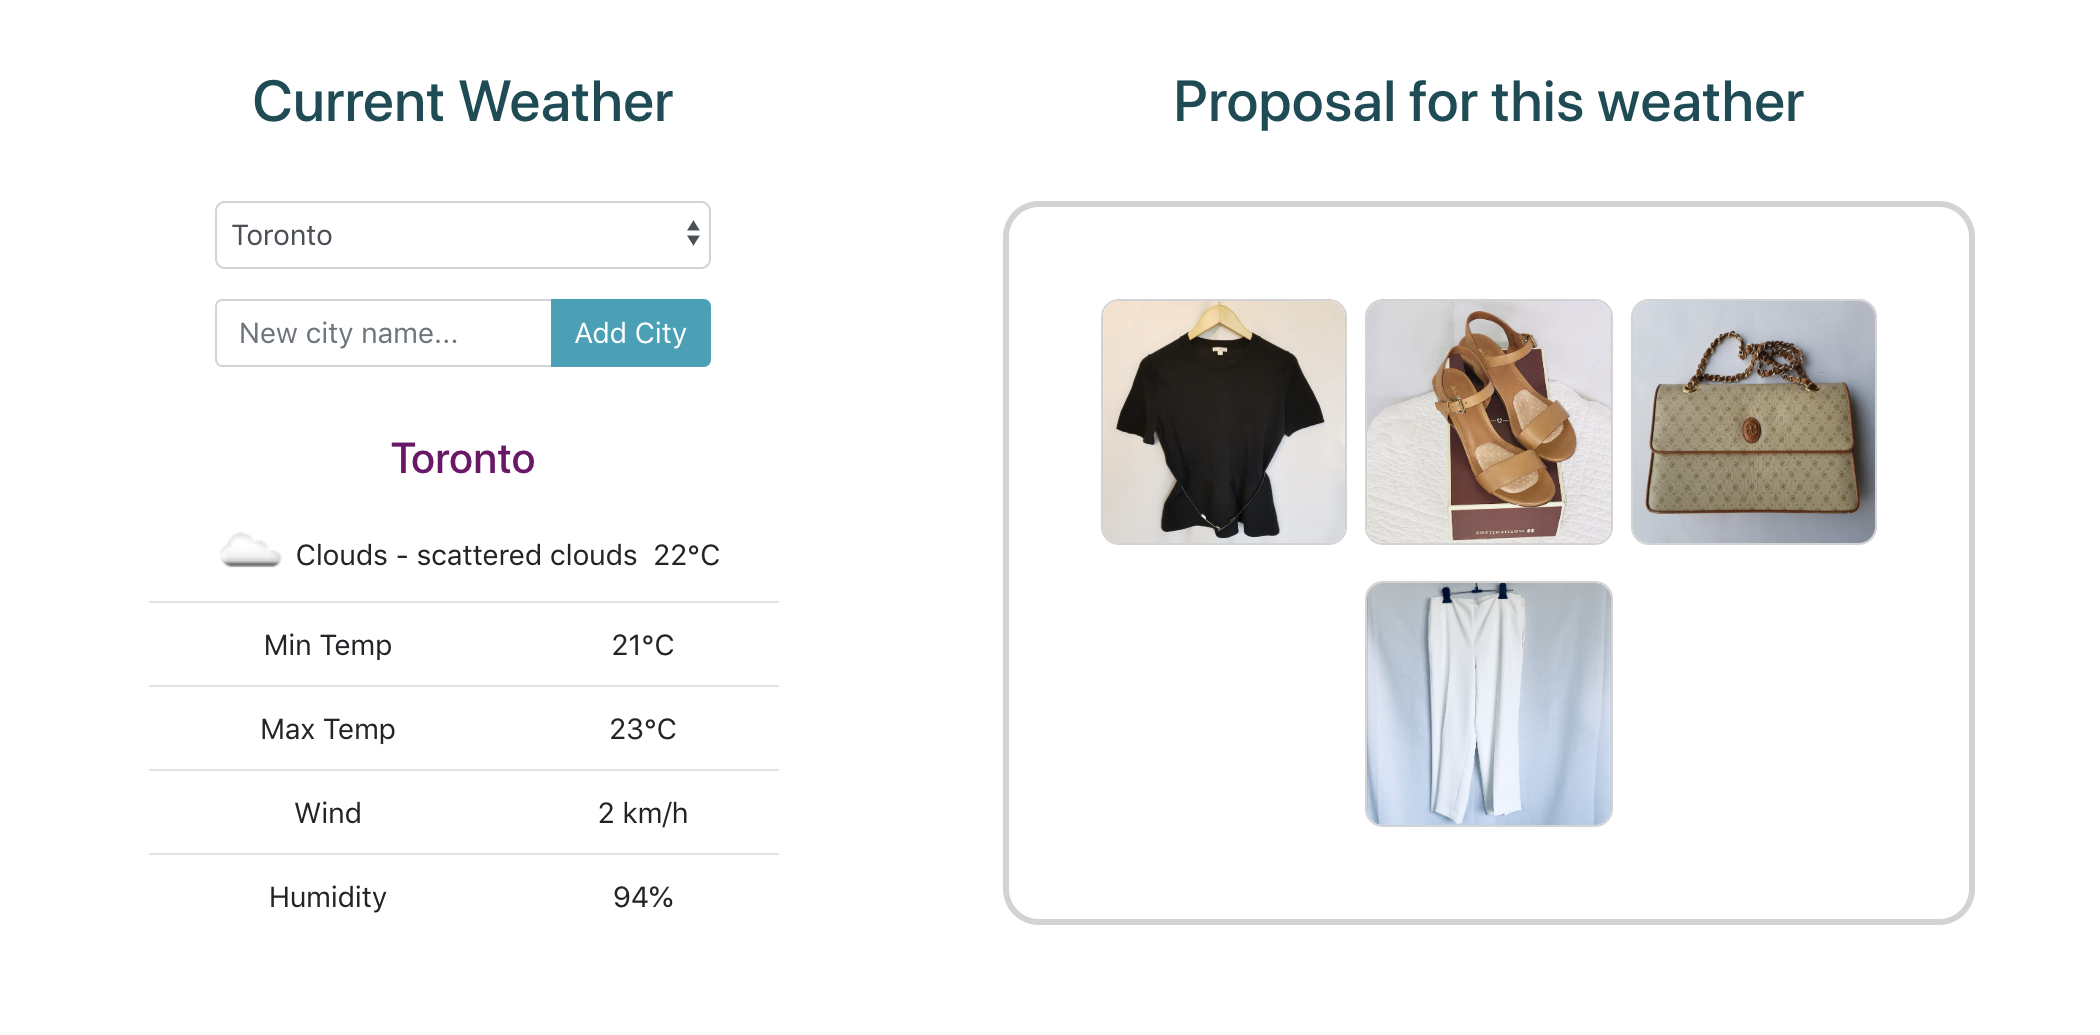 Current Weather
Toronto
New city name...
Add City
Toronto
Clouds - scattered clouds 22°C
Min Temp 21°C
Max Temp 23°C
Wind 2 km/h
Humidity 94%
Proposal for this weather
naturalizer